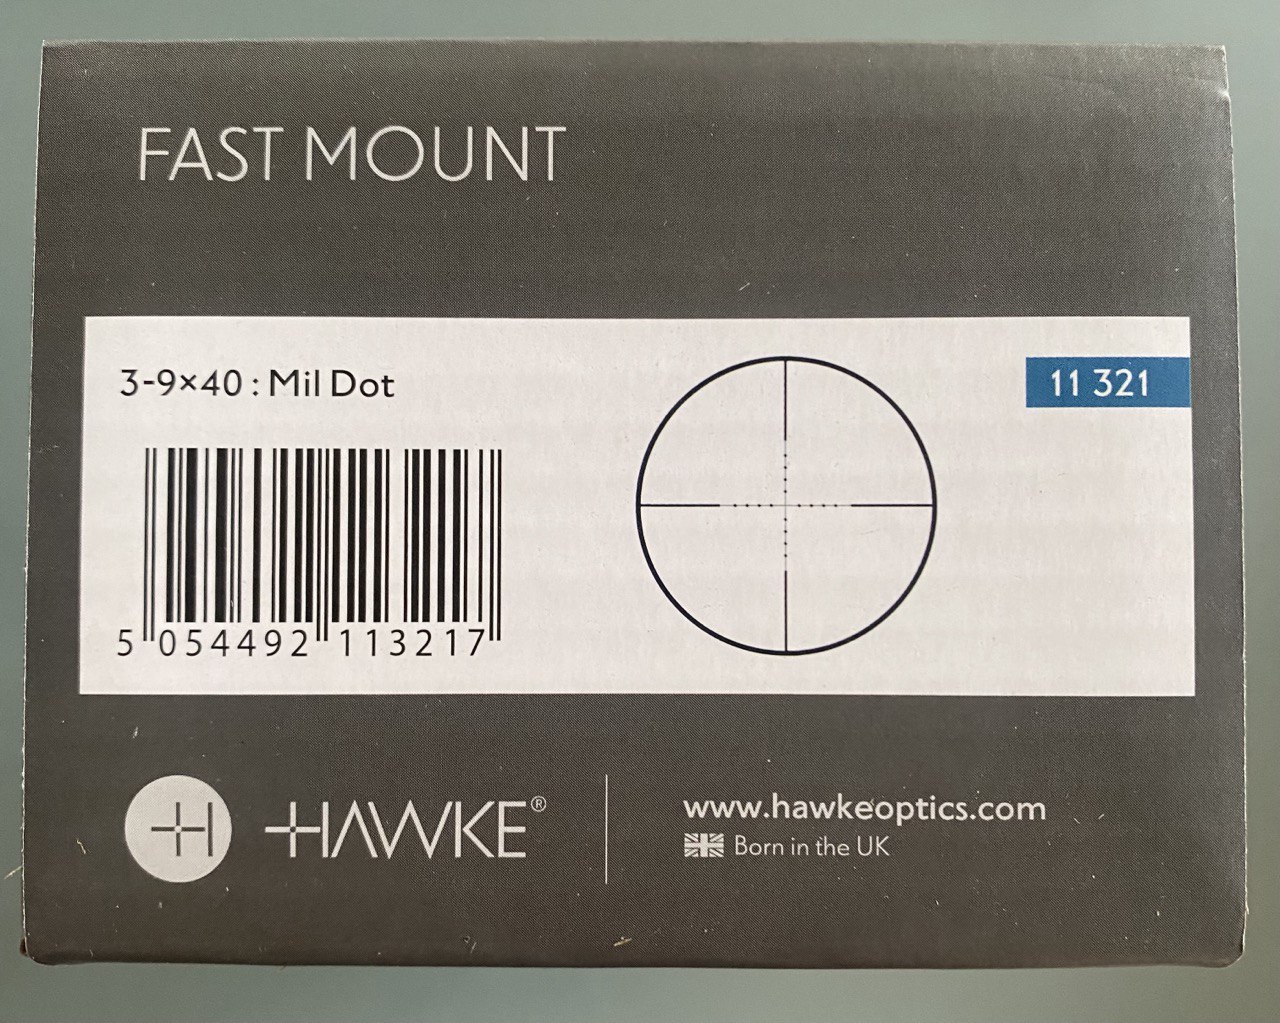 FAST MOUNT
3-9×40 : Mil Dot
11 321
5 054492 113217
HAWKE®
www.hawkeoptics.com
Born in the UK